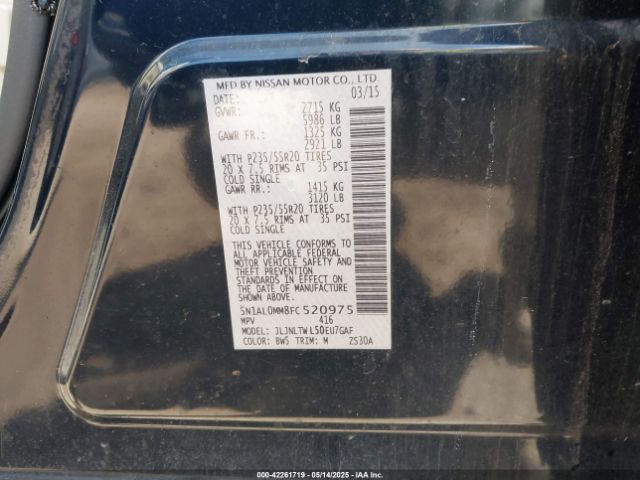 MFD BY NISSAN MOTOR CO., LTD.
DATE: 03/15
GVWR: 2715 KG
5986 LB
GAWR FR.: 1325 KG
2921 LB
WITH P235/55R20 TIRES
20 X 7.5 RIMS AT 35 PSI
COLD SINGLE
GAWR RR.: 1415 KG
3120 LB
WITH P235/55R20 TIRES
20 X 7.5 RIMS AT 35 PSI
COLD SINGLE
THIS VEHICLE CONFORMS TO
ALL APPLICABLE FEDERAL
MOTOR VEHICLE SAFETY AND
THEFT PREVENTION
STANDARDS IN EFFECT ON
THE DATE OF MANUFACTURE
SHOWN ABOVE.
5N1AL0MM8FC520975
MPV 416
JLJNLTWL50EU7GAF
COLOR: BW5 TRIM: M ZS30A
000-42261719 | 05/14/2025 | IAA Inc.